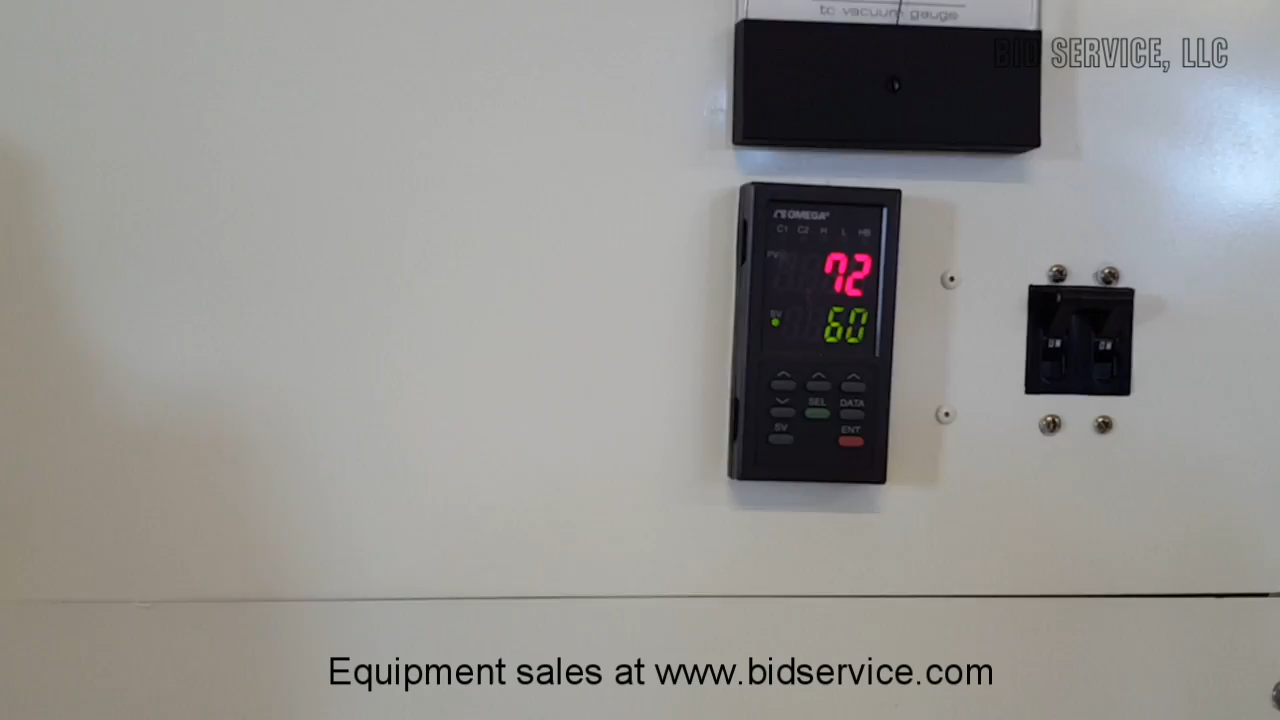 tc vacuum gauge
BID SERVICE, LLC
OMEGA
C1 C2 H L HB
PV
72
SV
60
SEL DATA
SV ENT
Equipment sales at www.bidservice.com